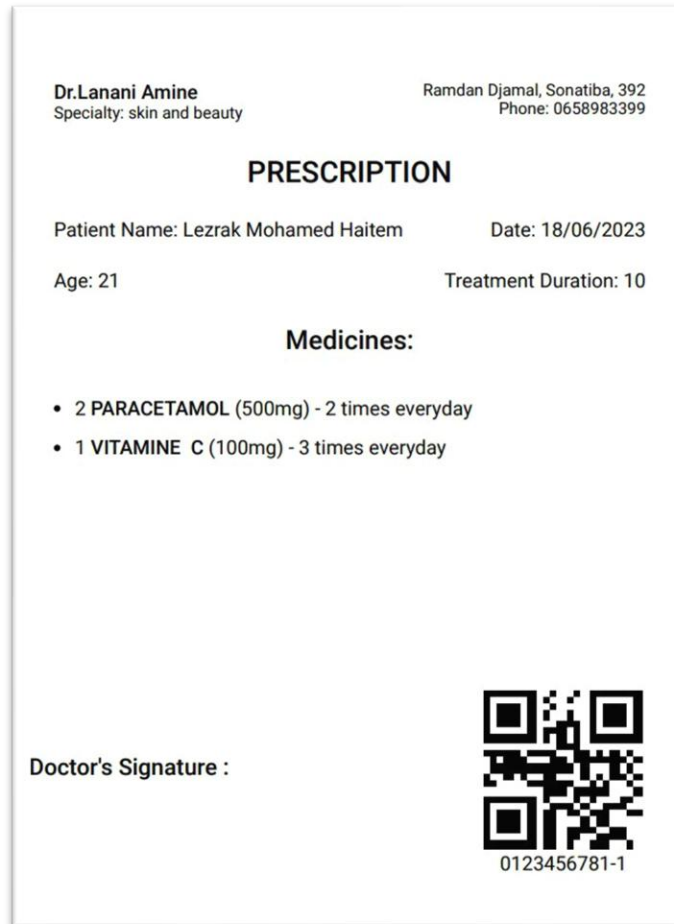 Dr.Lanani Amine
Ramdan Djamal, Sonatiba, 392
Specialty: skin and beauty
Phone: 0658983399
PRESCRIPTION
Patient Name: Lezrak Mohamed Haitem
Date: 18/06/2023
Age: 21
Treatment Duration: 10
Medicines:
• 2 PARACETAMOL (500mg) - 2 times everyday
• 1 VITAMINE C (100mg) - 3 times everyday
Doctor's Signature :
0123456781-1